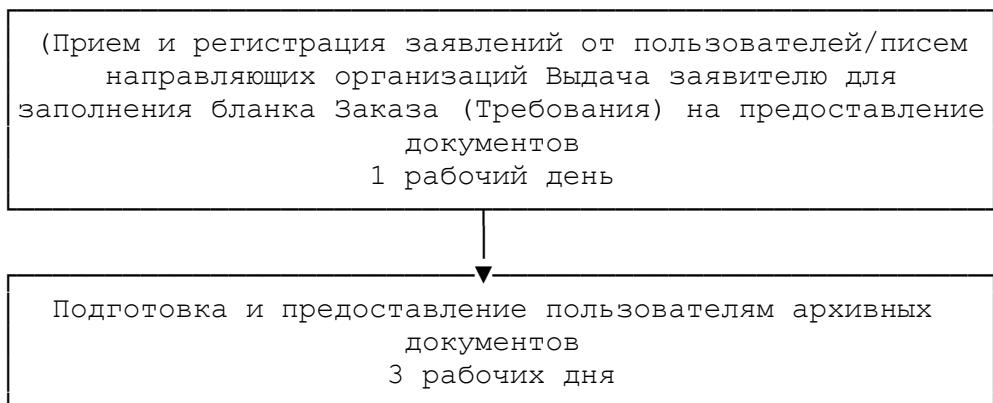 (Прием и регистрация заявлений от пользователей/писем
направляющих организаций Выдача заявителю для
заполнения бланка Заказа (Требования) на предоставление
документов
1 рабочий день
Подготовка и предоставление пользователям архивных
документов
3 рабочих дня